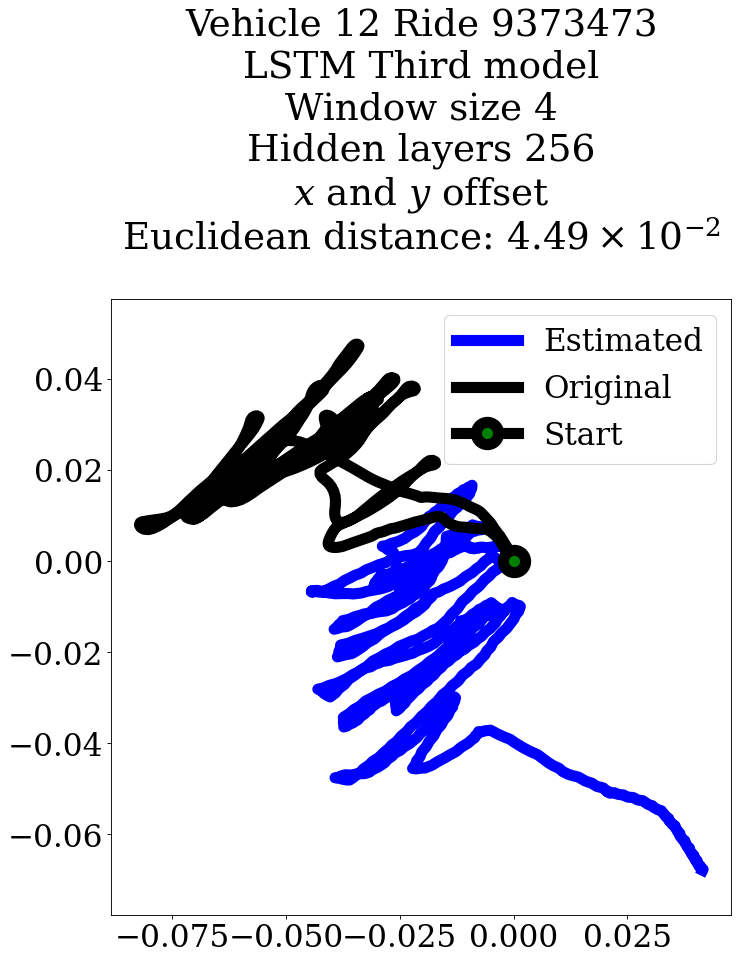 Vehicle 12 Ride 9373473
LSTM Third model
Window size 4
Hidden layers 256
x and y offset
Euclidean distance: 4.49 × 10⁻²
Estimated
Original
Start
0.04
0.02
0.00
−0.02
−0.04
−0.06
−0.075 −0.050 −0.025 0.000 0.025